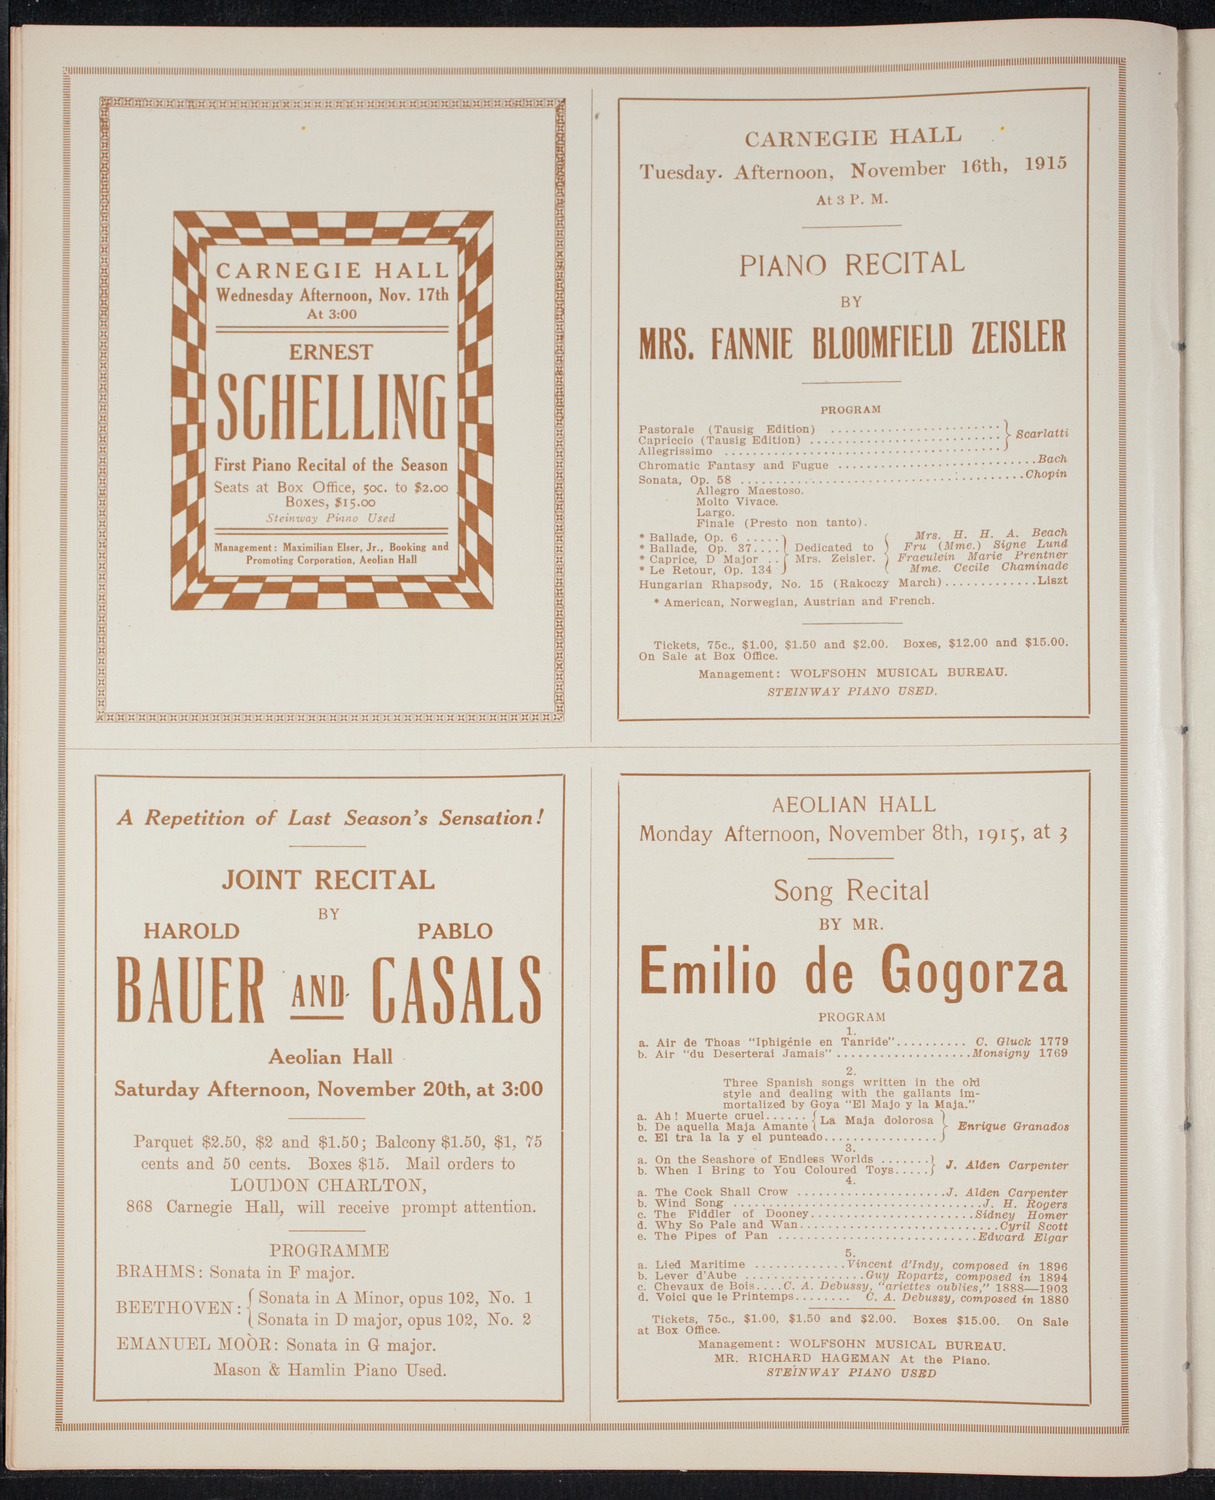 CARNEGIE HALL
Wednesday Afternoon, Nov. 17th
At 3:00
ERNEST
SCHELLING
First Piano Recital of the Season
Seats at Box Office, 50c. to $2.00
Boxes, $15.00
Steinway Piano Used
Management: Maximilian Elser, Jr., Booking and
Promoting Corporation, Aeolian Hall
CARNEGIE HALL
Tuesday. Afternoon, November 16th, 1915
At 3 P. M.
PIANO RECITAL
BY
MRS. FANNIE BLOOMFIELD ZEISLER
PROGRAM
Pastorale (Tausig Edition) ........................
Capriccio (Tausig Edition) ........................... } Scarlatti
Allegrissimo ........................................
Chromatic Fantasy and Fugue ............................Bach
Sonata, Op. 58 ........................................Chopin
Allegro Maestoso.
Molto Vivace.
Largo.
Finale (Presto non tanto).
* Ballade, Op. 6 ..... Mrs. H. H. A. Beach
* Ballade, Op. 37.... } Dedicated to { Fru (Mme.) Signe Lund
* Caprice, D Major .. } Mrs. Zeisler. { Fraeulein Marie Prentner
* Le Retour, Op. 134 Mme. Cecile Chaminade
Hungarian Rhapsody, No. 15 (Rakoczy March).............Liszt
* American, Norwegian, Austrian and French.
Tickets, 75c., $1.00, $1.50 and $2.00. Boxes, $12.00 and $15.00.
On Sale at Box Office.
Management: WOLFSOHN MUSICAL BUREAU.
STEINWAY PIANO USED.
A Repetition of Last Season's Sensation!
JOINT RECITAL
BY
HAROLD PABLO
BAUER AND CASALS
Aeolian Hall
Saturday Afternoon, November 20th, at 3:00
Parquet $2.50, $2 and $1.50; Balcony $1.50, $1, 75
cents and 50 cents. Boxes $15. Mail orders to
LOUDON CHARLTON,
868 Carnegie Hall, will receive prompt attention.
PROGRAMME
BRAHMS: Sonata in F major.
BEETHOVEN: { Sonata in A Minor, opus 102, No. 1
Sonata in D major, opus 102, No. 2
EMANUEL MOÒR: Sonata in G major.
Mason & Hamlin Piano Used.
AEOLIAN HALL
Monday Afternoon, November 8th, 1915, at 3
Song Recital
BY MR.
Emilio de Gogorza
PROGRAM
1.
a. Air de Thoas "Iphigénie en Tanride".......... C. Gluck 1779
b. Air "du Deserterai Jamais" ...................Monsigny 1769
2.
Three Spanish songs written in the old
style and dealing with the gallants im-
mortalized by Goya "El Majo y la Maja."
a. Ah! Muerte cruel......
b. De aquella Maja Amante { La Maja dolorosa } Enrique Granados
c. El tra la la y el punteado................
3.
a. On the Seashore of Endless Worlds .......
b. When I Bring to You Coloured Toys..... } J. Alden Carpenter
4.
a. The Cock Shall Crow .....................J. Alden Carpenter
b. Wind Song ...................................J. H. Rogers
c. The Fiddler of Dooney.......................Sidney Homer
d. Why So Pale and Wan............................Cyril Scott
e. The Pipes of Pan ............................Edward Elgar
5.
a. Lied Maritime .............Vincent d'Indy, composed in 1896
b. Lever d'Aube .................Guy Ropartz, composed in 1894
c. Chevaux de Bois....C. A. Debussy, "ariettes oublies," 1888—1903
d. Voici que le Printemps........ C. A. Debussy, composed in 1880
Tickets, 75c., $1.00, $1.50 and $2.00. Boxes $15.00. On Sale
at Box Office.
Management: WOLFSOHN MUSICAL BUREAU.
MR. RICHARD HAGEMAN At the Piano.
STEINWAY PIANO USED